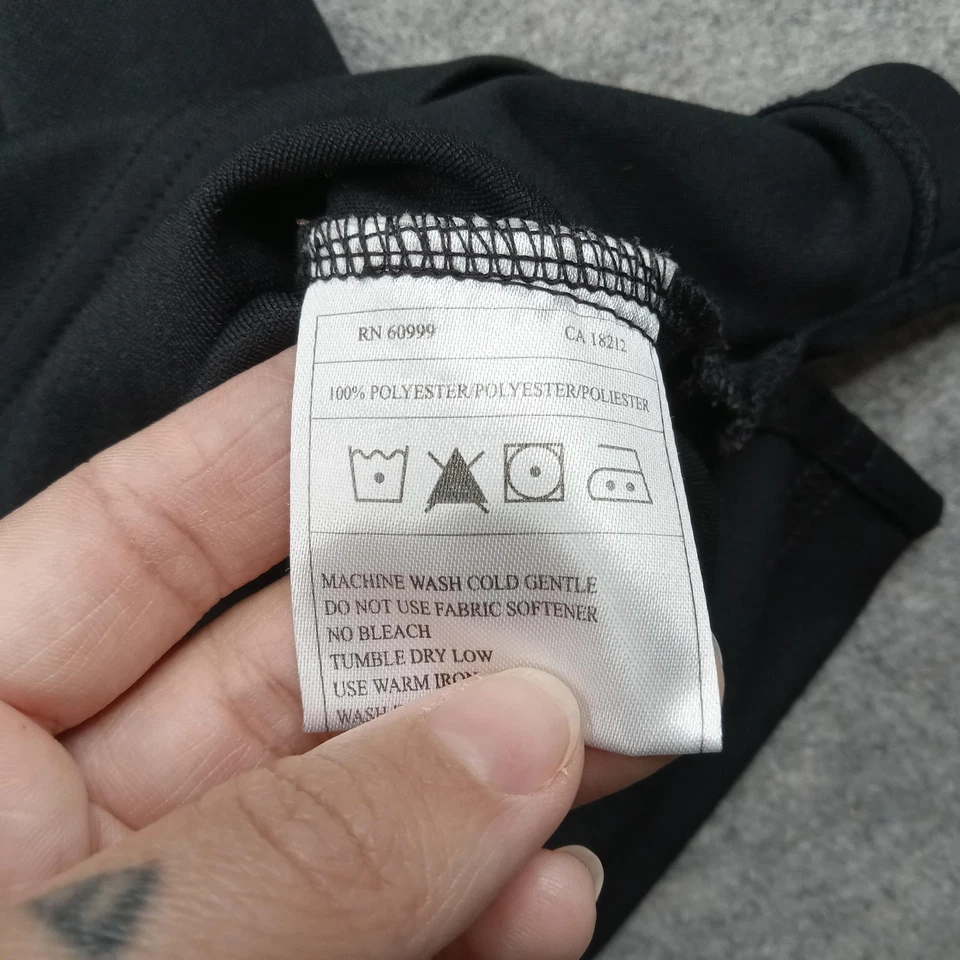 RN 60999 CA 18212
100% POLYESTER/POLYESTER/POLIESTER
MACHINE WASH COLD GENTLE
DO NOT USE FABRIC SOFTENER
NO BLEACH
TUMBLE DRY LOW
USE WARM IRON
WASH